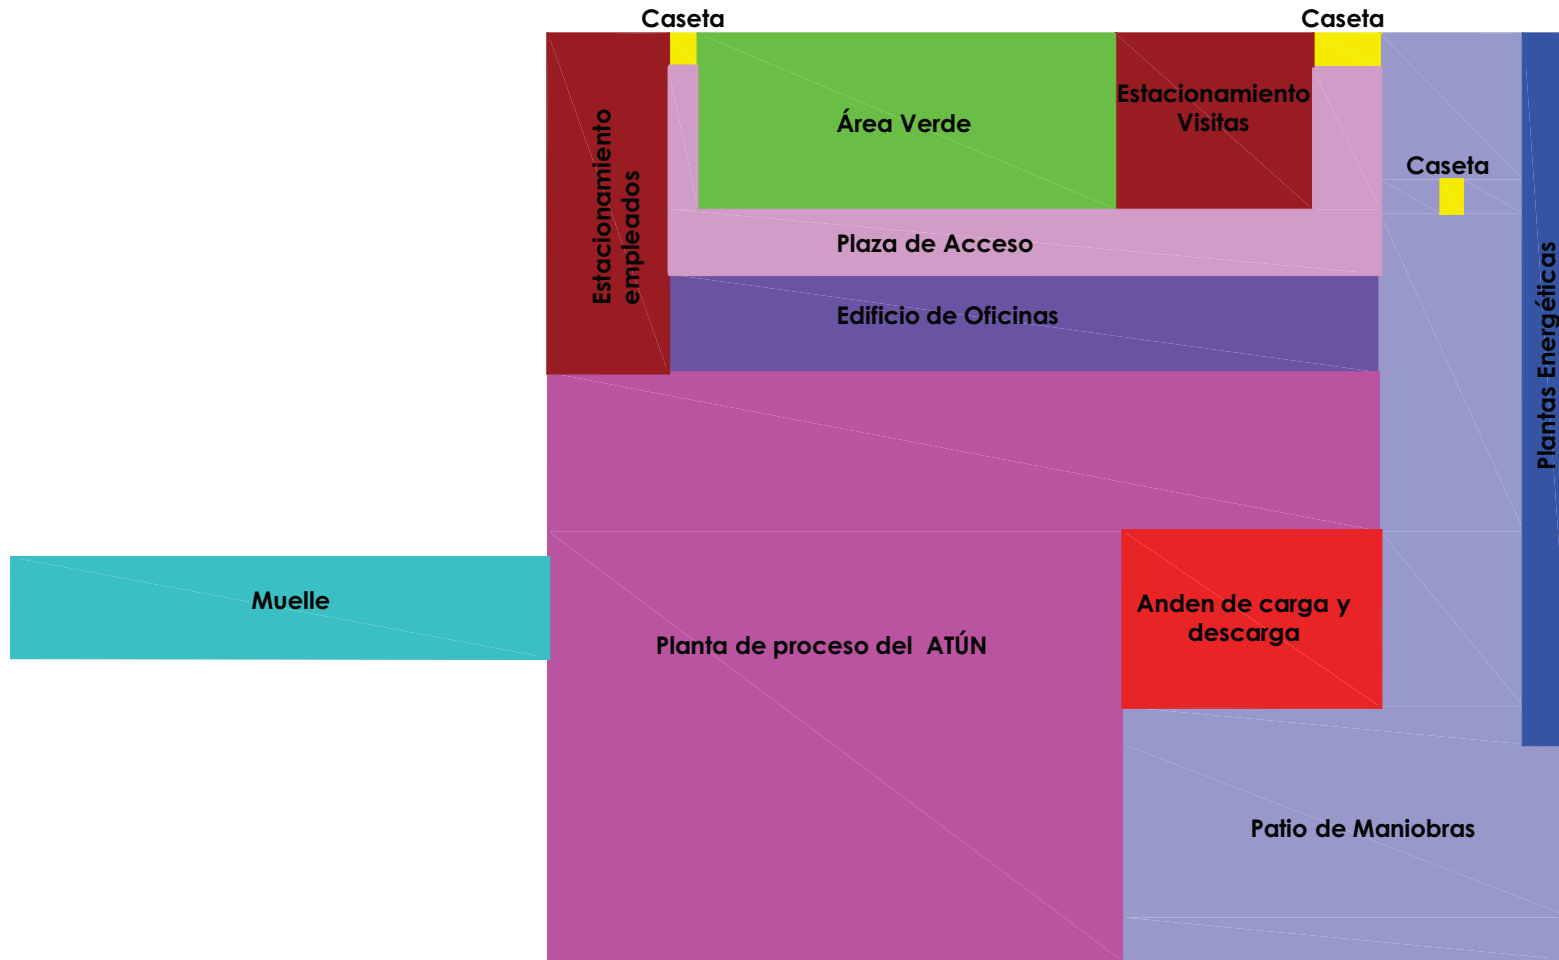 Caseta
Caseta
Estacionamiento
Visitas
Área Verde
Caseta
Estacionamiento
empleados
Plaza de Acceso
Edificio de Oficinas
Plantas Energéticas
Muelle
Anden de carga y
descarga
Planta de proceso del  ATÚN
Patio de Maniobras